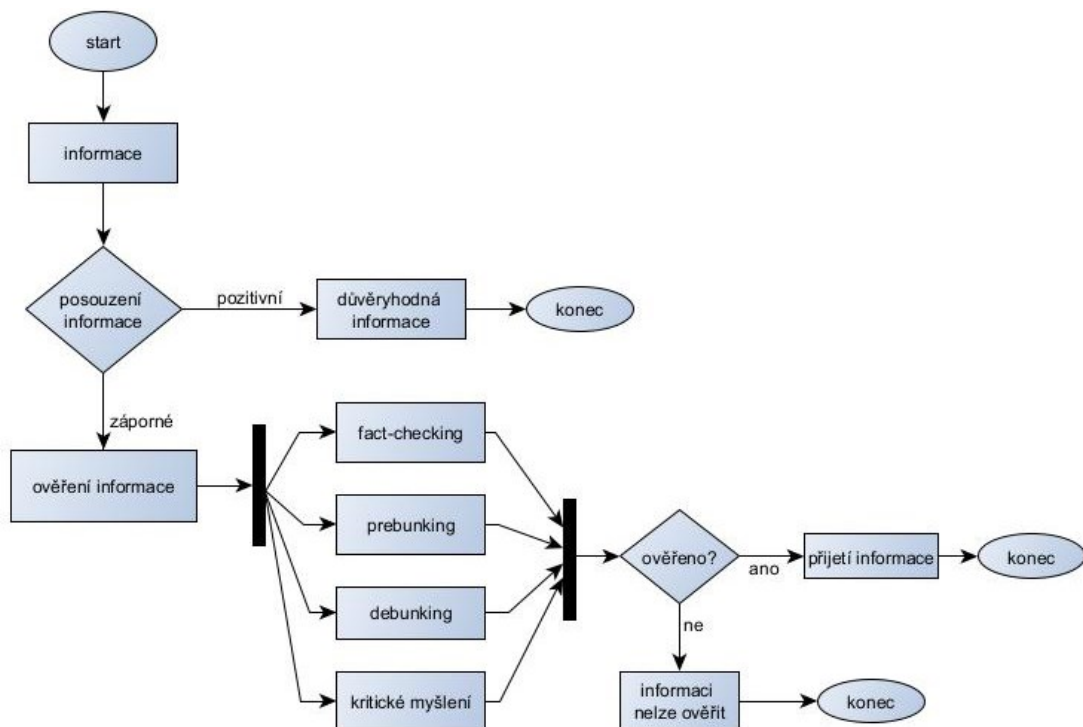 start
informace
posouzení
informace
pozitivní
důvěryhodná
informace
konec
záporné
ověření informace
fact-checking
prebunking
debunking
kritické myšlení
ověřeno?
ano
přijetí informace
konec
ne
informaci
nelze ověřit
konec